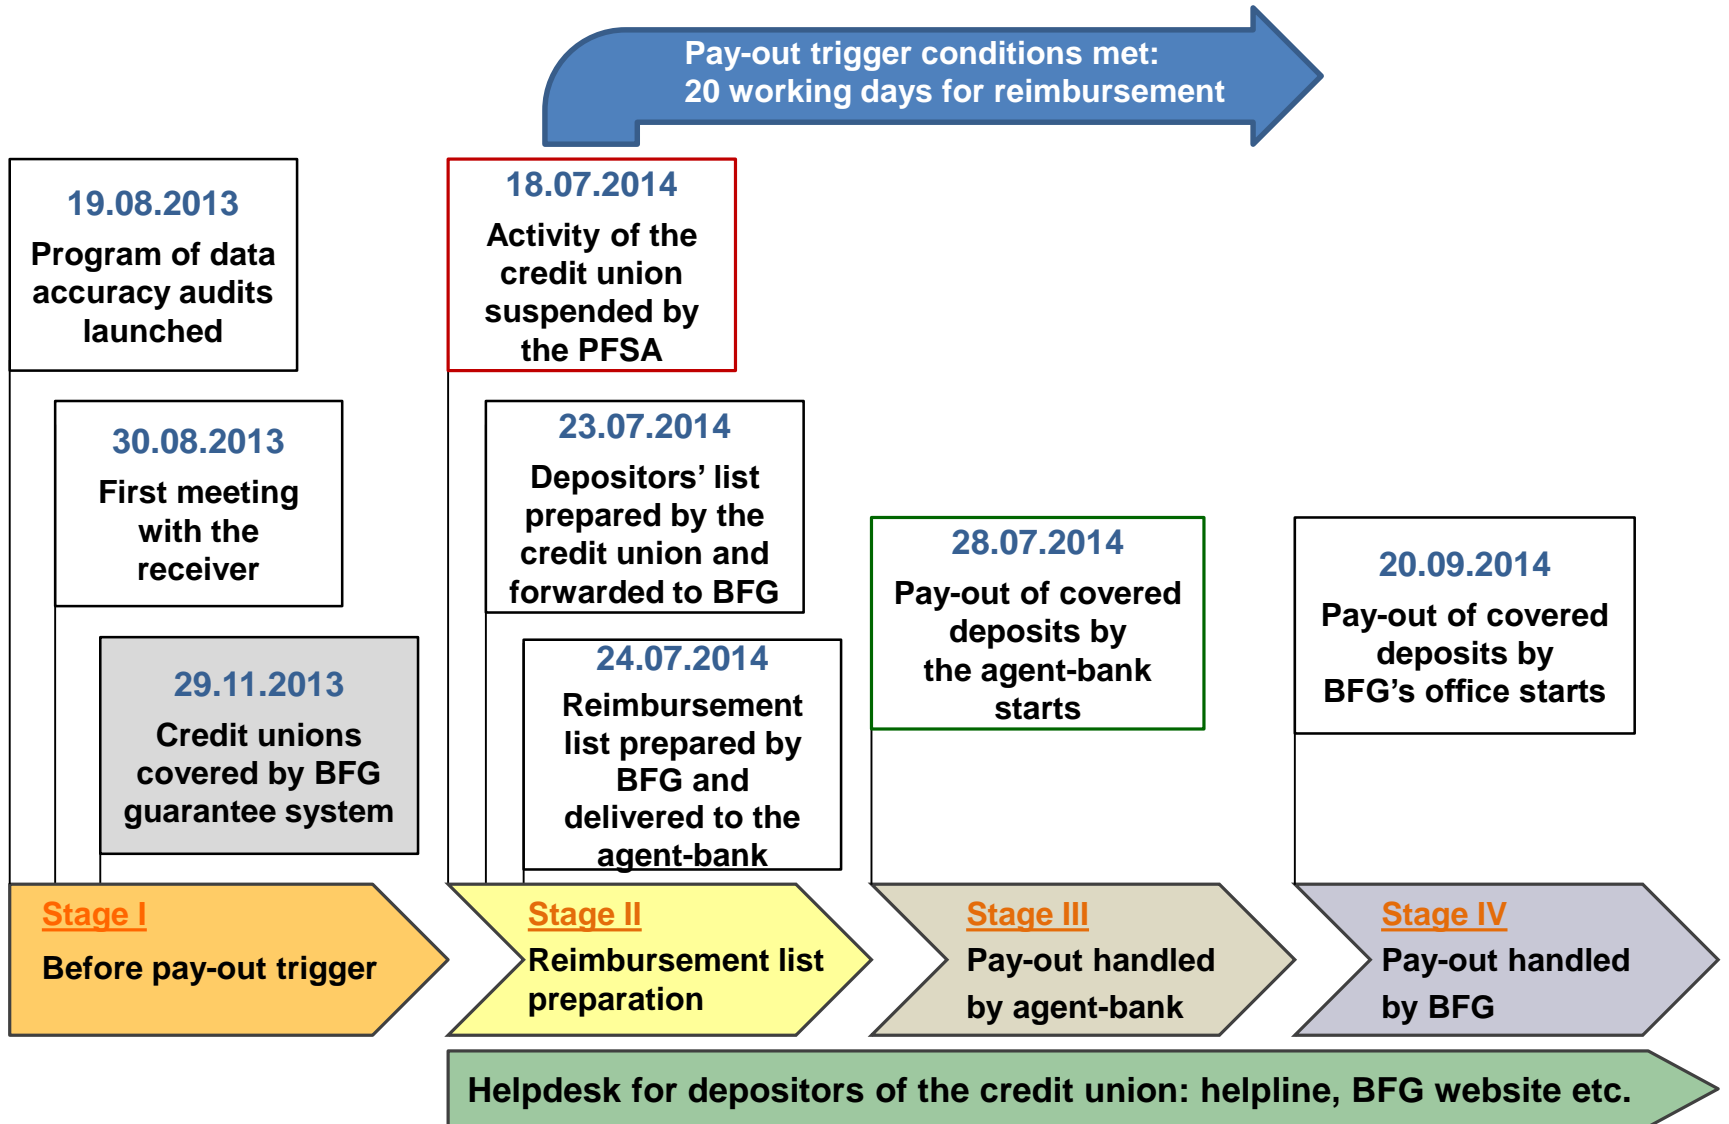 Pay-out trigger conditions met:
20 working days for reimbursement
19.08.2013
Program of data
accuracy audits
launched
30.08.2013
First meeting
with the
receiver
29.11.2013
Credit unions
covered by BFG
guarantee system
18.07.2014
Activity of the
credit union
suspended by
the PFSA
23.07.2014
Depositors’ list
prepared by the
credit union and
forwarded to BFG
24.07.2014
Reimbursement
list prepared by
BFG and
delivered to the
agent-bank
28.07.2014
Pay-out of covered
deposits by
the agent-bank
starts
20.09.2014
Pay-out of covered
deposits by
BFG’s office starts
Stage I
Before pay-out trigger
Stage II
Reimbursement list
preparation
Stage III
Pay-out handled
by agent-bank
Stage IV
Pay-out handled
by BFG
Helpdesk for depositors of the credit union: helpline, BFG website etc.